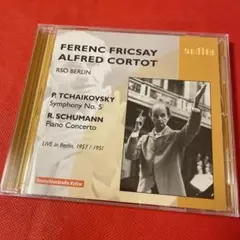 FERENC FRICSAY
ALFRED CORTOT
audite
RSO BERLIN
P. TCHAIKOVSKY
Symphony No. 5
R. SCHUMANN
Piano Concerto
LIVE in Berlin, 1957 / 1951
Deutschlandradio Kultur